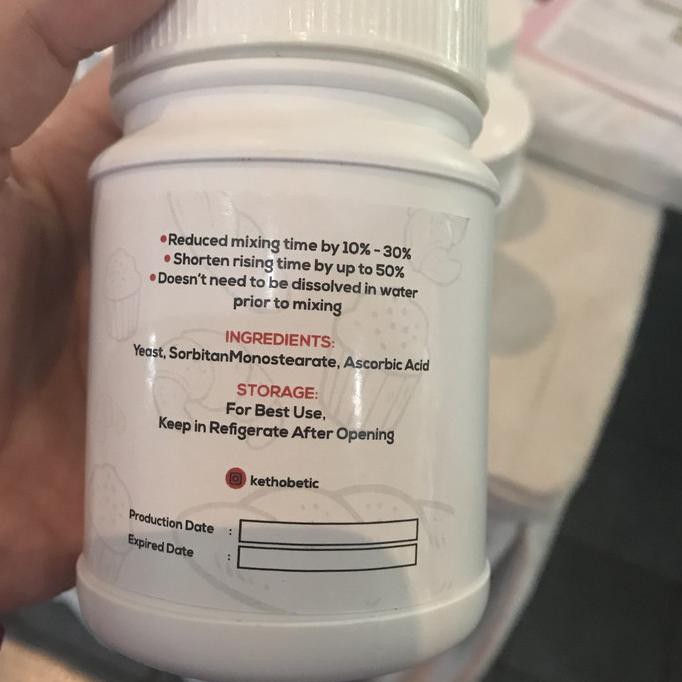 •Reduced mixing time by 10% - 30%
• Shorten rising time by up to 50%
• Doesn't need to be dissolved in water
prior to mixing
INGREDIENTS:
Yeast, SorbitanMonostearate, Ascorbic Acid
STORAGE:
For Best Use,
Keep in Refigerate After Opening
kethobetic
Production Date :
Expired Date :